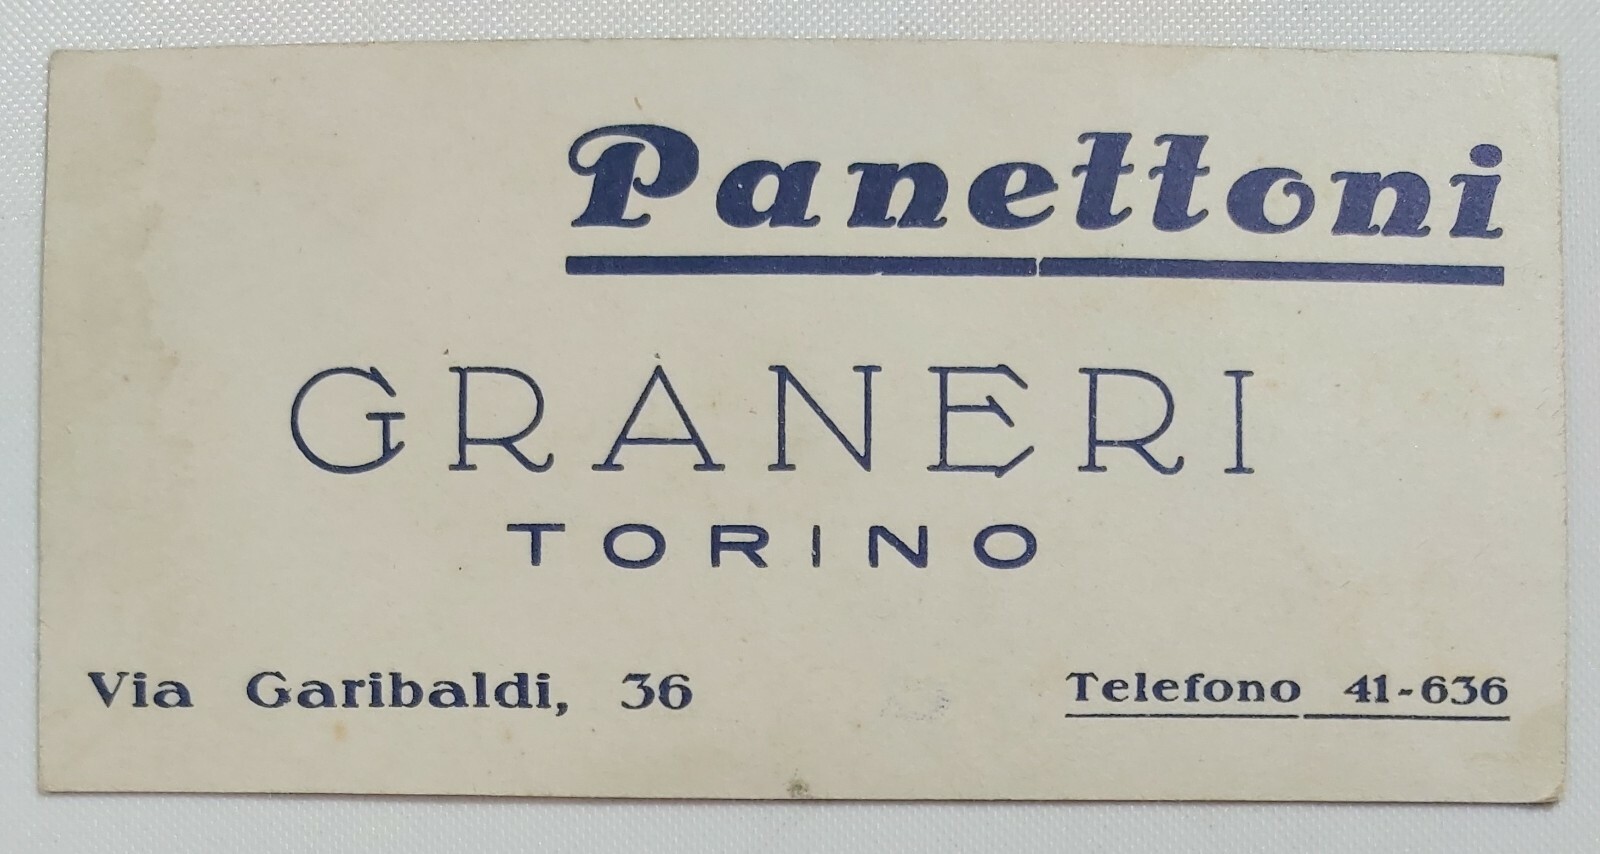 Panettoni
GRANERI
TORINO
Via Garibaldi, 36
Telefono 41-636